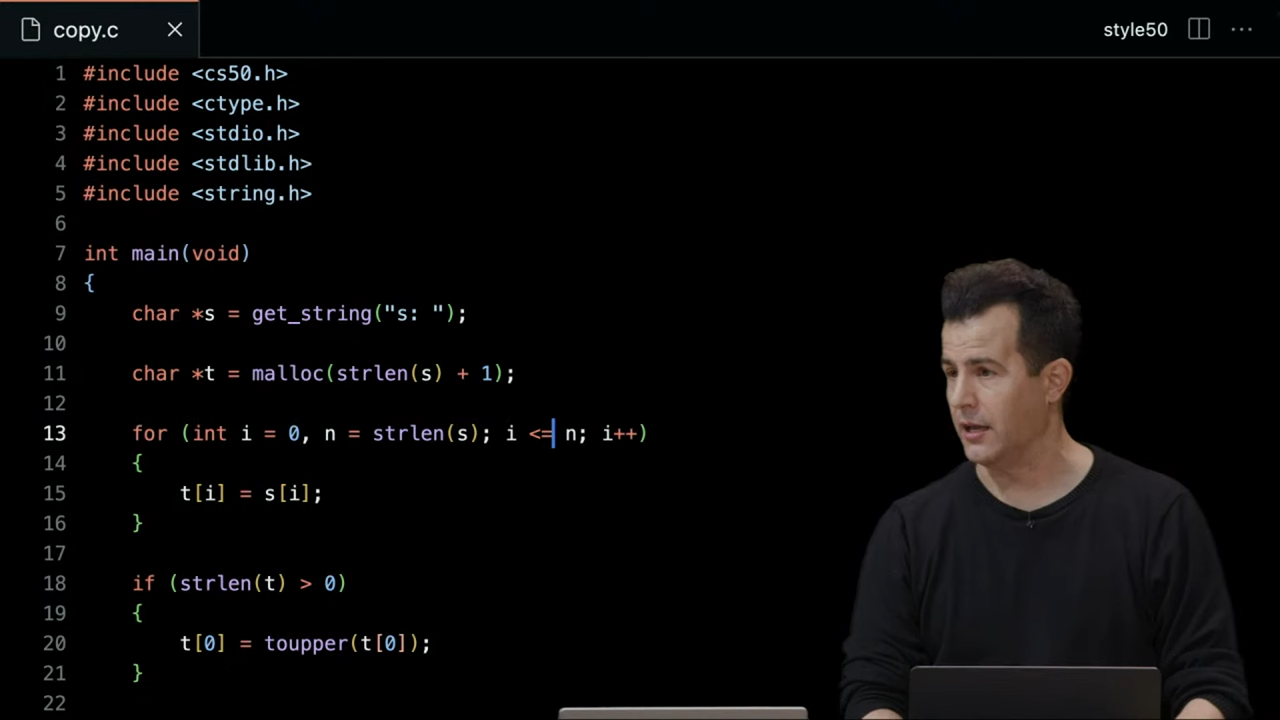 copy.c
style50
1 #include <cs50.h>
2 #include <ctype.h>
3 #include <stdio.h>
4 #include <stdlib.h>
5 #include <string.h>
6
7 int main(void)
8 {
9     char *s = get_string("s: ");
10
11     char *t = malloc(strlen(s) + 1);
12
13     for (int i = 0, n = strlen(s); i <= n; i++)
14     {
15         t[i] = s[i];
16     }
17
18     if (strlen(t) > 0)
19     {
20         t[0] = toupper(t[0]);
21     }
22